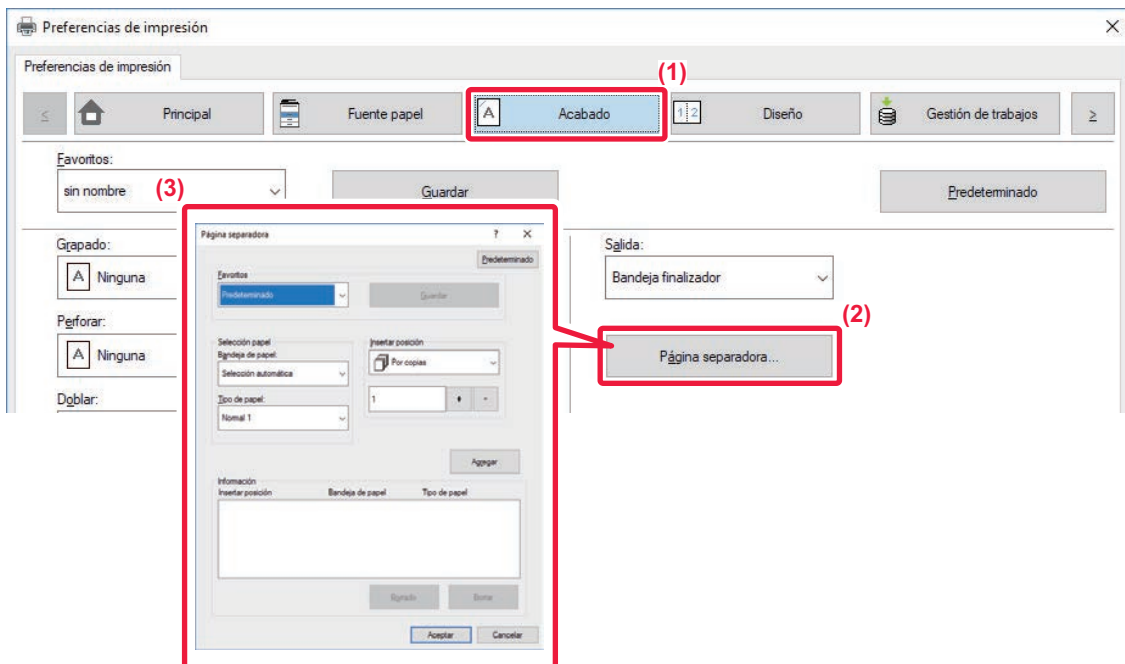 Preferencias de impresión
Preferencias de impresión
(1)
≤ Principal Fuente papel A Acabado 1 2 Diseño Gestión de trabajos ≥
Favoritos:
sin nombre Guardar Predeterminado
(3)
Página separadora ? ×
Predeterminado
Favoritos
Predeterminado Guardar
Selección papel
Bandeja de papel:
Selección automática
Tipo de papel:
Normal 1
Insertar posición
Por copias
1 + -
Agregar
Información
Insertar posición Bandeja de papel Tipo de papel
Borrar
Aceptar Cancelar
Grapado:
A Ninguna
Perforar:
A Ninguna
Doblar:
Salida:
Bandeja finalizador
(2)
Página separadora...